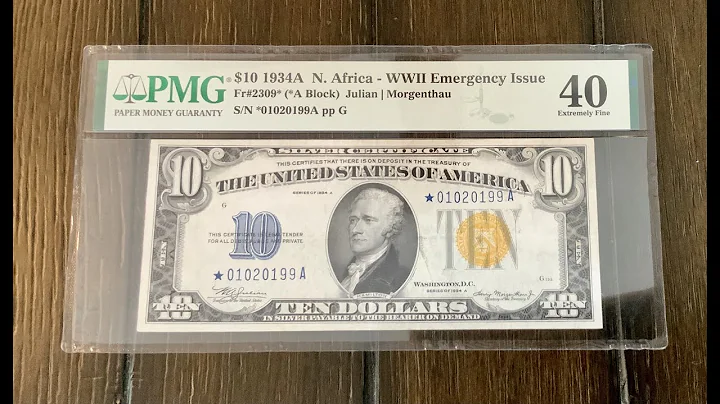 PMG
PAPER MONEY GUARANTY
$10 1934A N. Africa - WWII Emergency Issue
Fr#2309* (*A Block) Julian | Morgenthau
S/N *01020199A pp G
40
Extremely Fine
SILVER CERTIFICATE
THIS CERTIFIES THAT THERE IS ON DEPOSIT IN THE TREASURY OF
THE UNITED STATES OF AMERICA
10
10
SERIES OF 1934 A
★01020199A
G
10
TEN
THIS CERTIFICATE IS LEGAL TENDER
FOR ALL DEBTS PUBLIC AND PRIVATE
★01020199A
WASHINGTON, D.C.
SERIES OF 1934 A
G
TEN
TEN
10
TEN DOLLARS
10
IN SILVER PAYABLE TO THE BEARER ON DEMAND